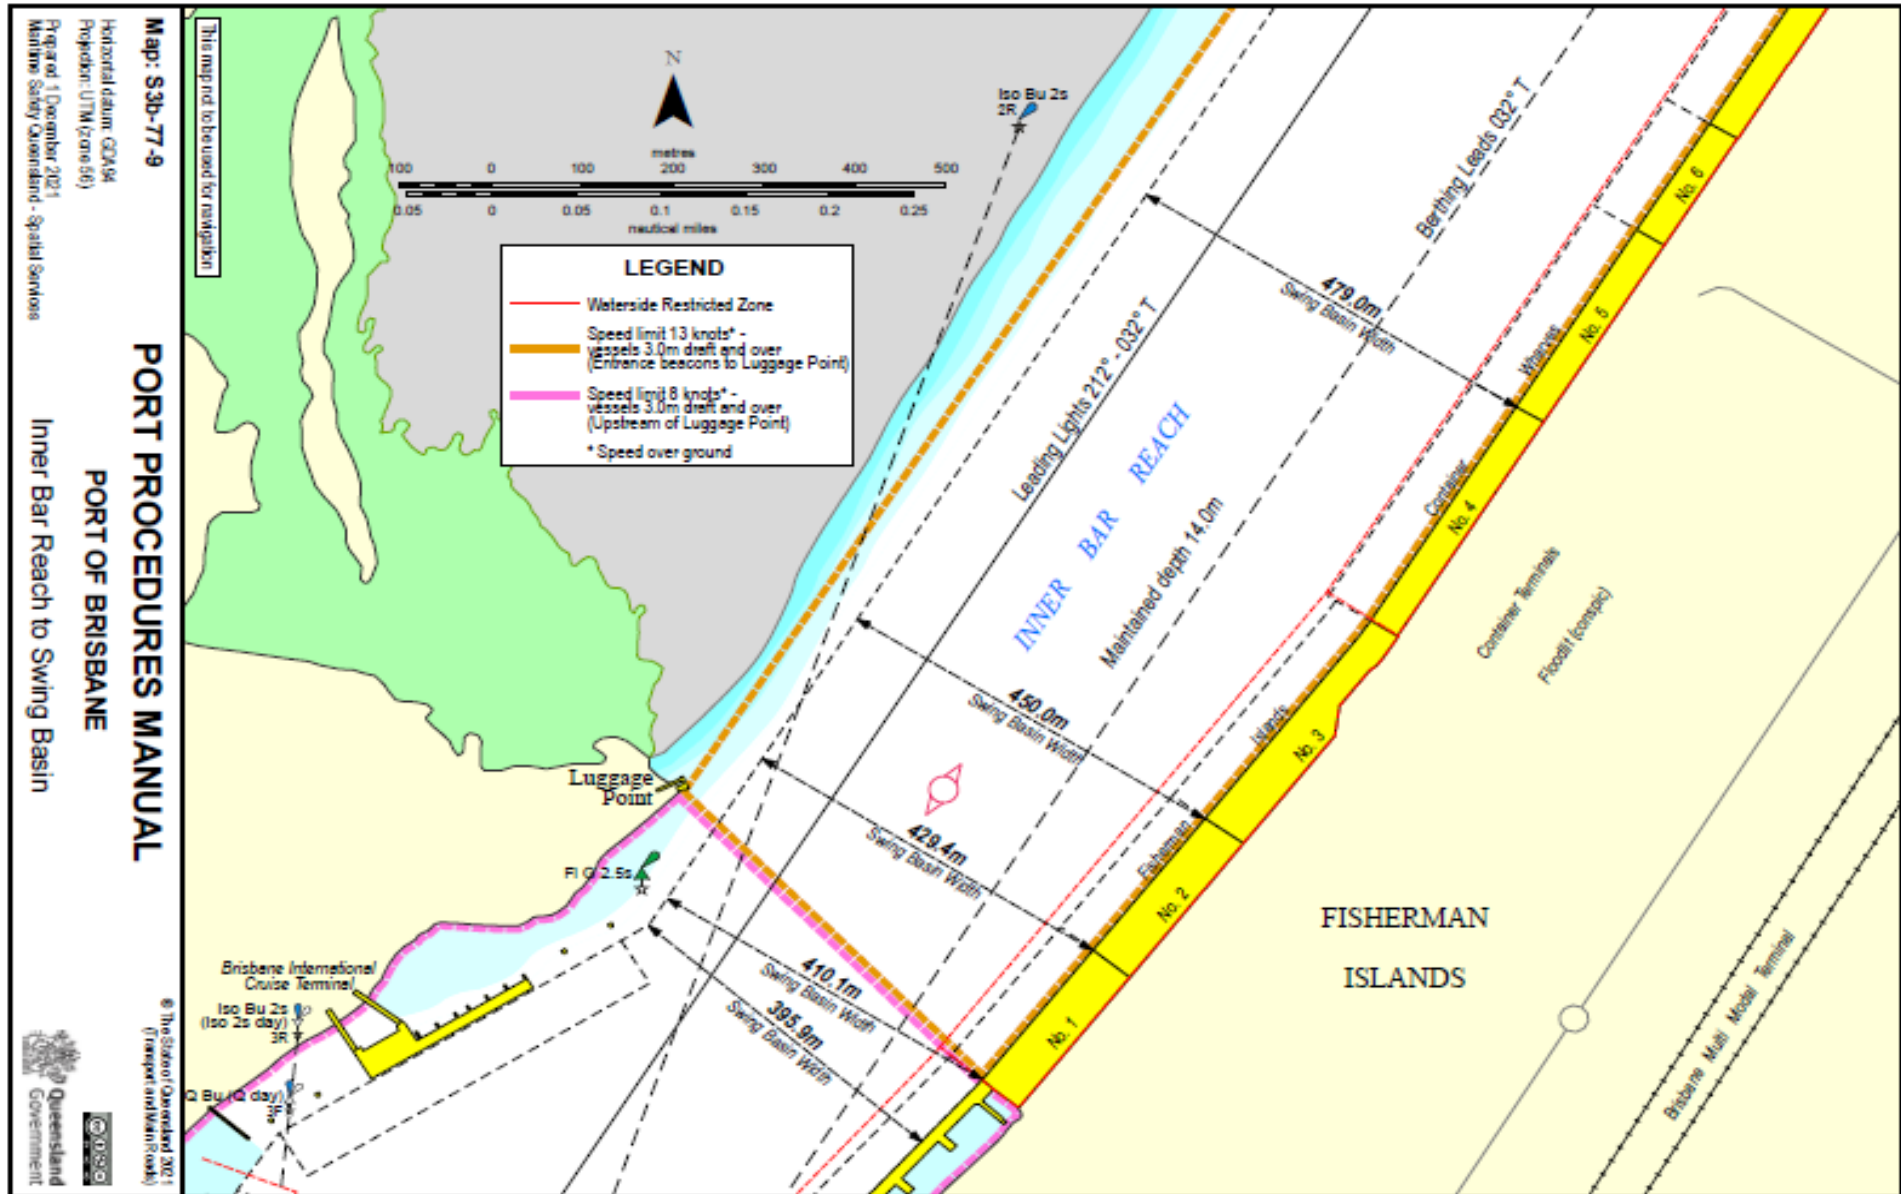 Map: S3b-77-9
Horizontal datum: GDA94
Projection: UTM (zone 56)
Prepared 1 December 2021
Maritime Safety Queensland - Spatial Services
This map not to be used for navigation
PORT PROCEDURES MANUAL
PORT OF BRISBANE
Inner Bar Reach to Swing Basin
© The State of Queensland 2021
(Transport and Main Roads)
Queensland
Government
N
metres
100 0 100 200 300 400 500
0.05 0 0.05 0.1 0.15 0.2 0.25
nautical miles
LEGEND
Waterside Restricted Zone
Speed limit 13 knots* -
vessels 3.0m draft and over
(Entrance beacons to Luggage Point)
Speed limit 8 knots* -
vessels 3.0m draft and over
(Upstream of Luggage Point)
* Speed over ground
Iso Bu 2s
2R
Berthing Leads 032° T
Leading Lights 212° - 032° T
INNER BAR REACH
Maintained depth 14.0m
479.0m
Swing Basin Width
450.0m
Swing Basin Width
429.4m
Swing Basin Width
410.1m
Swing Basin Width
395.9m
Swing Basin Width
Fisherman Islands Container Wharves
No. 6
No. 5
No. 4
No. 3
No. 2
No. 1
Container Terminals
Floodlit (conspic)
FISHERMAN
ISLANDS
Brisbane Multi Modal Terminal
Luggage
Point
Fl G 2.5s
Brisbane International
Cruise Terminal
Iso Bu 2s
(Iso 2s day)
3R
Q Bu (Q day)
3F